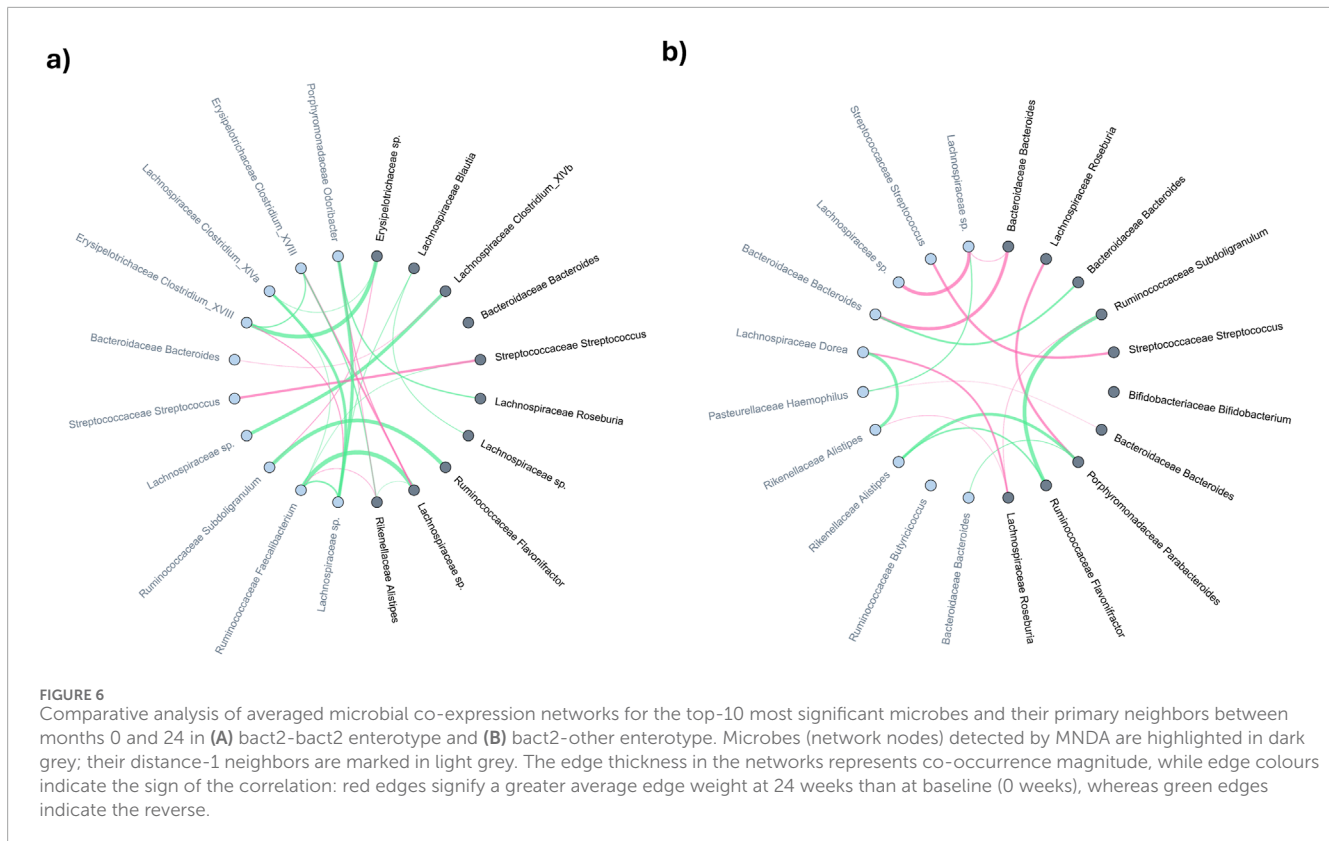 a)
Porphyromonadaceae Odoribacter
Erysipelotrichaceae Clostridium_XVIII
Lachnospiraceae Clostridium_XIVa
Erysipelotrichaceae Clostridium_XVIII
Bacteroidaceae Bacteroides
Streptococcaceae Streptococcus
Lachnospiraceae sp.
Ruminococcaceae Subdoligranulum
Ruminococcaceae Faecalibacterium
Lachnospiraceae sp.
Rikenellaceae Alistipes
Lachnospiraceae sp.
Ruminococcaceae Flavonifractor
Lachnospiraceae sp.
Lachnospiraceae Roseburia
Streptococcaceae Streptococcus
Bacteroidaceae Bacteroides
Lachnospiraceae Clostridium_XIVb
Lachnospiraceae Blautia
Erysipelotrichaceae sp.
b)
Lachnospiraceae sp.
Streptococcaceae Streptococcus
Lachnospiraceae sp.
Bacteroidaceae Bacteroides
Lachnospiraceae Dorea
Pasteurellaceae Haemophilus
Rikenellaceae Alistipes
Rikenellaceae Alistipes
Ruminococcaceae Butyricicoccus
Bacteroidaceae Bacteroides
Lachnospiraceae Roseburia
Ruminococcaceae Flavonifractor
Porphyromonadaceae Parabacteroides
Bacteroidaceae Bacteroides
Bifidobacteriaceae Bifidobacterium
Streptococcaceae Streptococcus
Ruminococcaceae Subdoligranulum
Bacteroidaceae Bacteroides
Lachnospiraceae Roseburia
Bacteroidaceae Bacteroides
FIGURE 6
Comparative analysis of averaged microbial co-expression networks for the top-10 most significant microbes and their primary neighbors between
months 0 and 24 in (A) bact2-bact2 enterotype and (B) bact2-other enterotype. Microbes (network nodes) detected by MNDA are highlighted in dark
grey; their distance-1 neighbors are marked in light grey. The edge thickness in the networks represents co-occurrence magnitude, while edge colours
indicate the sign of the correlation: red edges signify a greater average edge weight at 24 weeks than at baseline (0 weeks), whereas green edges
indicate the reverse.